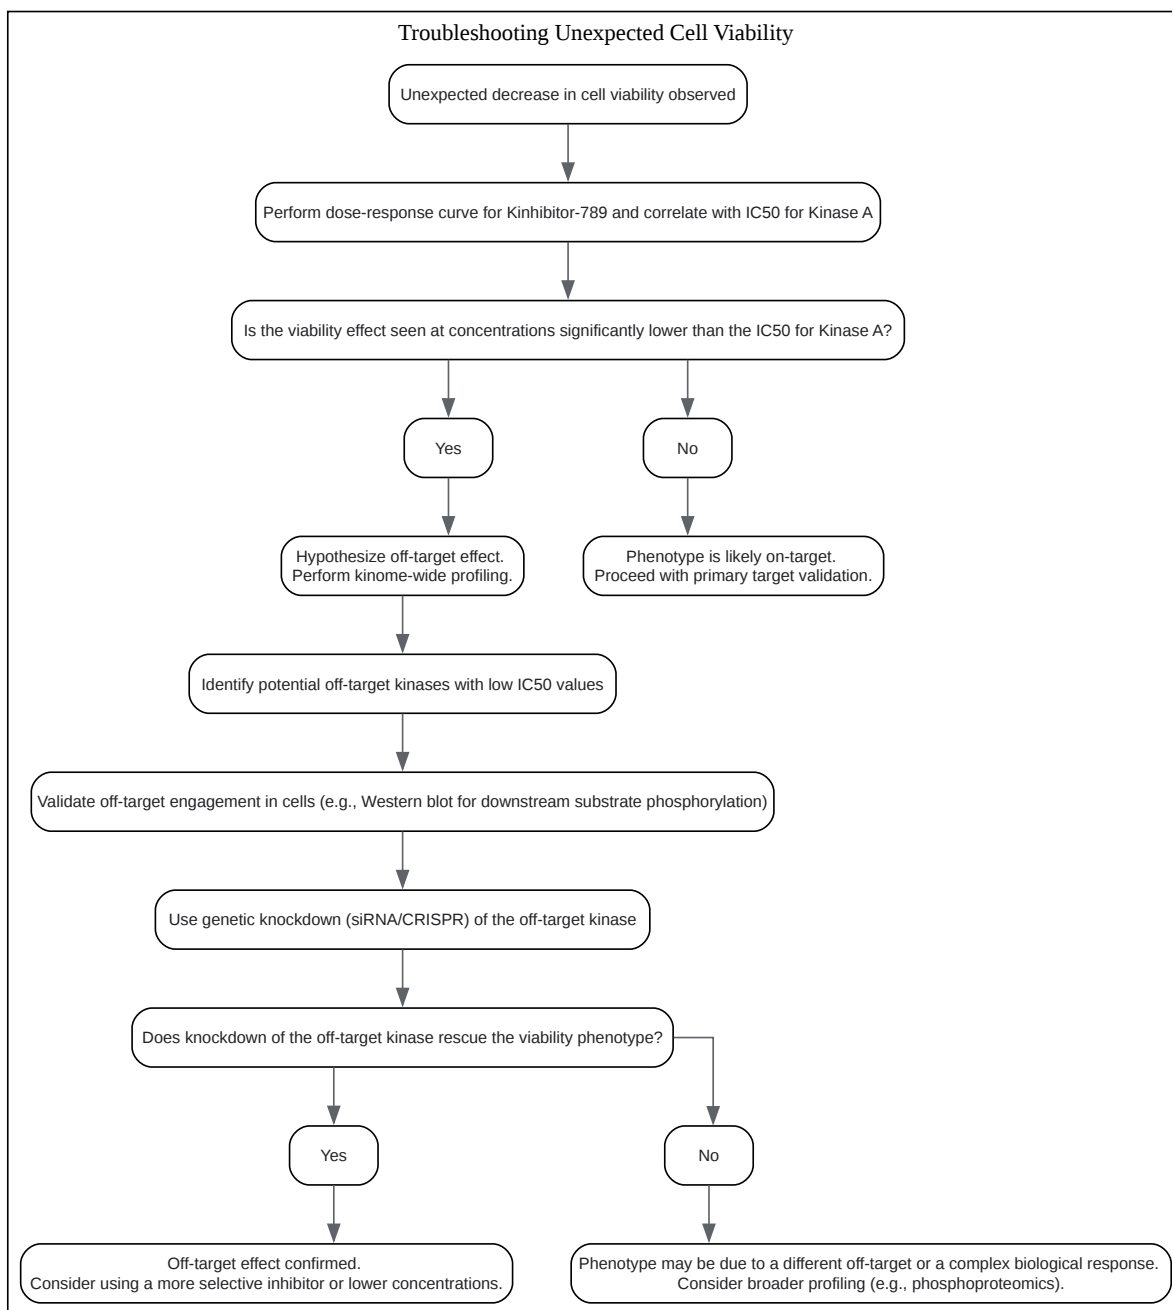 Troubleshooting Unexpected Cell Viability
Unexpected decrease in cell viability observed
Perform dose-response curve for Kinhibitor-789 and correlate with IC50 for Kinase A
Is the viability effect seen at concentrations significantly lower than the IC50 for Kinase A?
Yes
No
Hypothesize off-target effect.
Perform kinome-wide profiling.
Phenotype is likely on-target.
Proceed with primary target validation.
Identify potential off-target kinases with low IC50 values
Validate off-target engagement in cells (e.g., Western blot for downstream substrate phosphorylation)
Use genetic knockdown (siRNA/CRISPR) of the off-target kinase
Does knockdown of the off-target kinase rescue the viability phenotype?
Yes
No
Off-target effect confirmed.
Consider using a more selective inhibitor or lower concentrations.
Phenotype may be due to a different off-target or a complex biological response.
Consider broader profiling (e.g., phosphoproteomics).